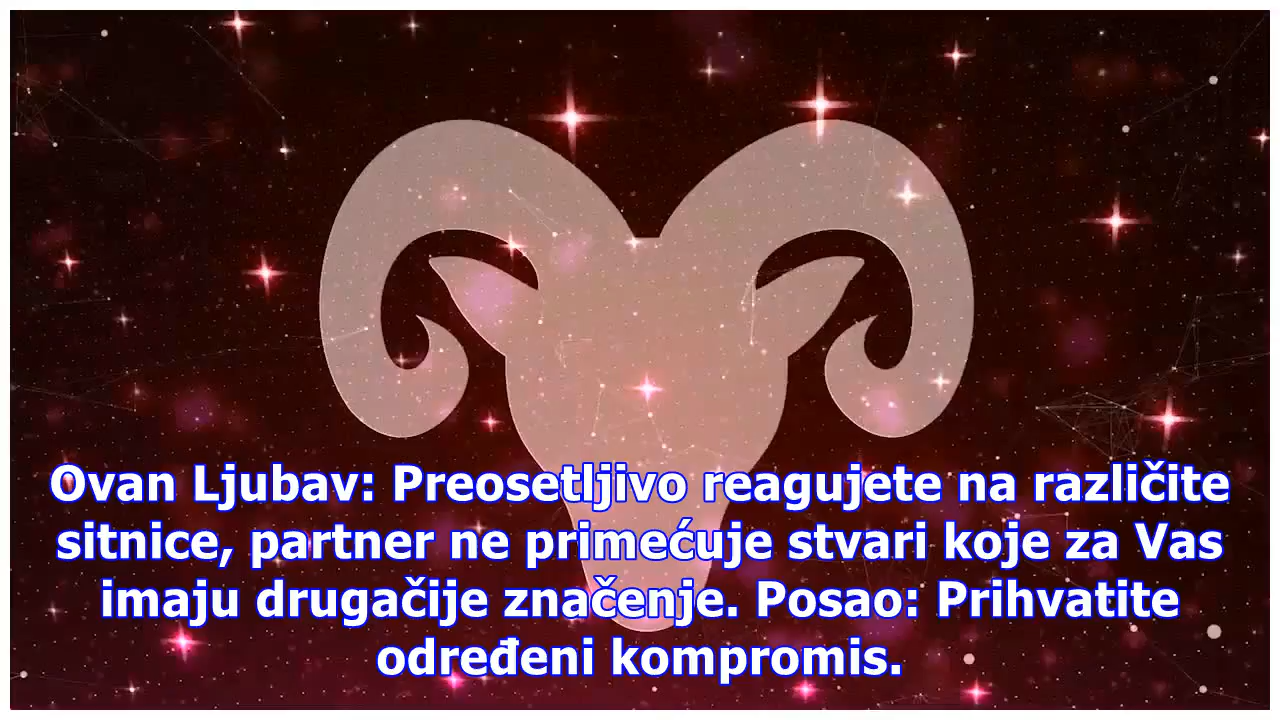 Ovan Ljubav: Preosetljivo reagujete na različite
sitnice, partner ne primećuje stvari koje za Vas
imaju drugačije značenje. Posao: Prihvatite
određeni kompromis.